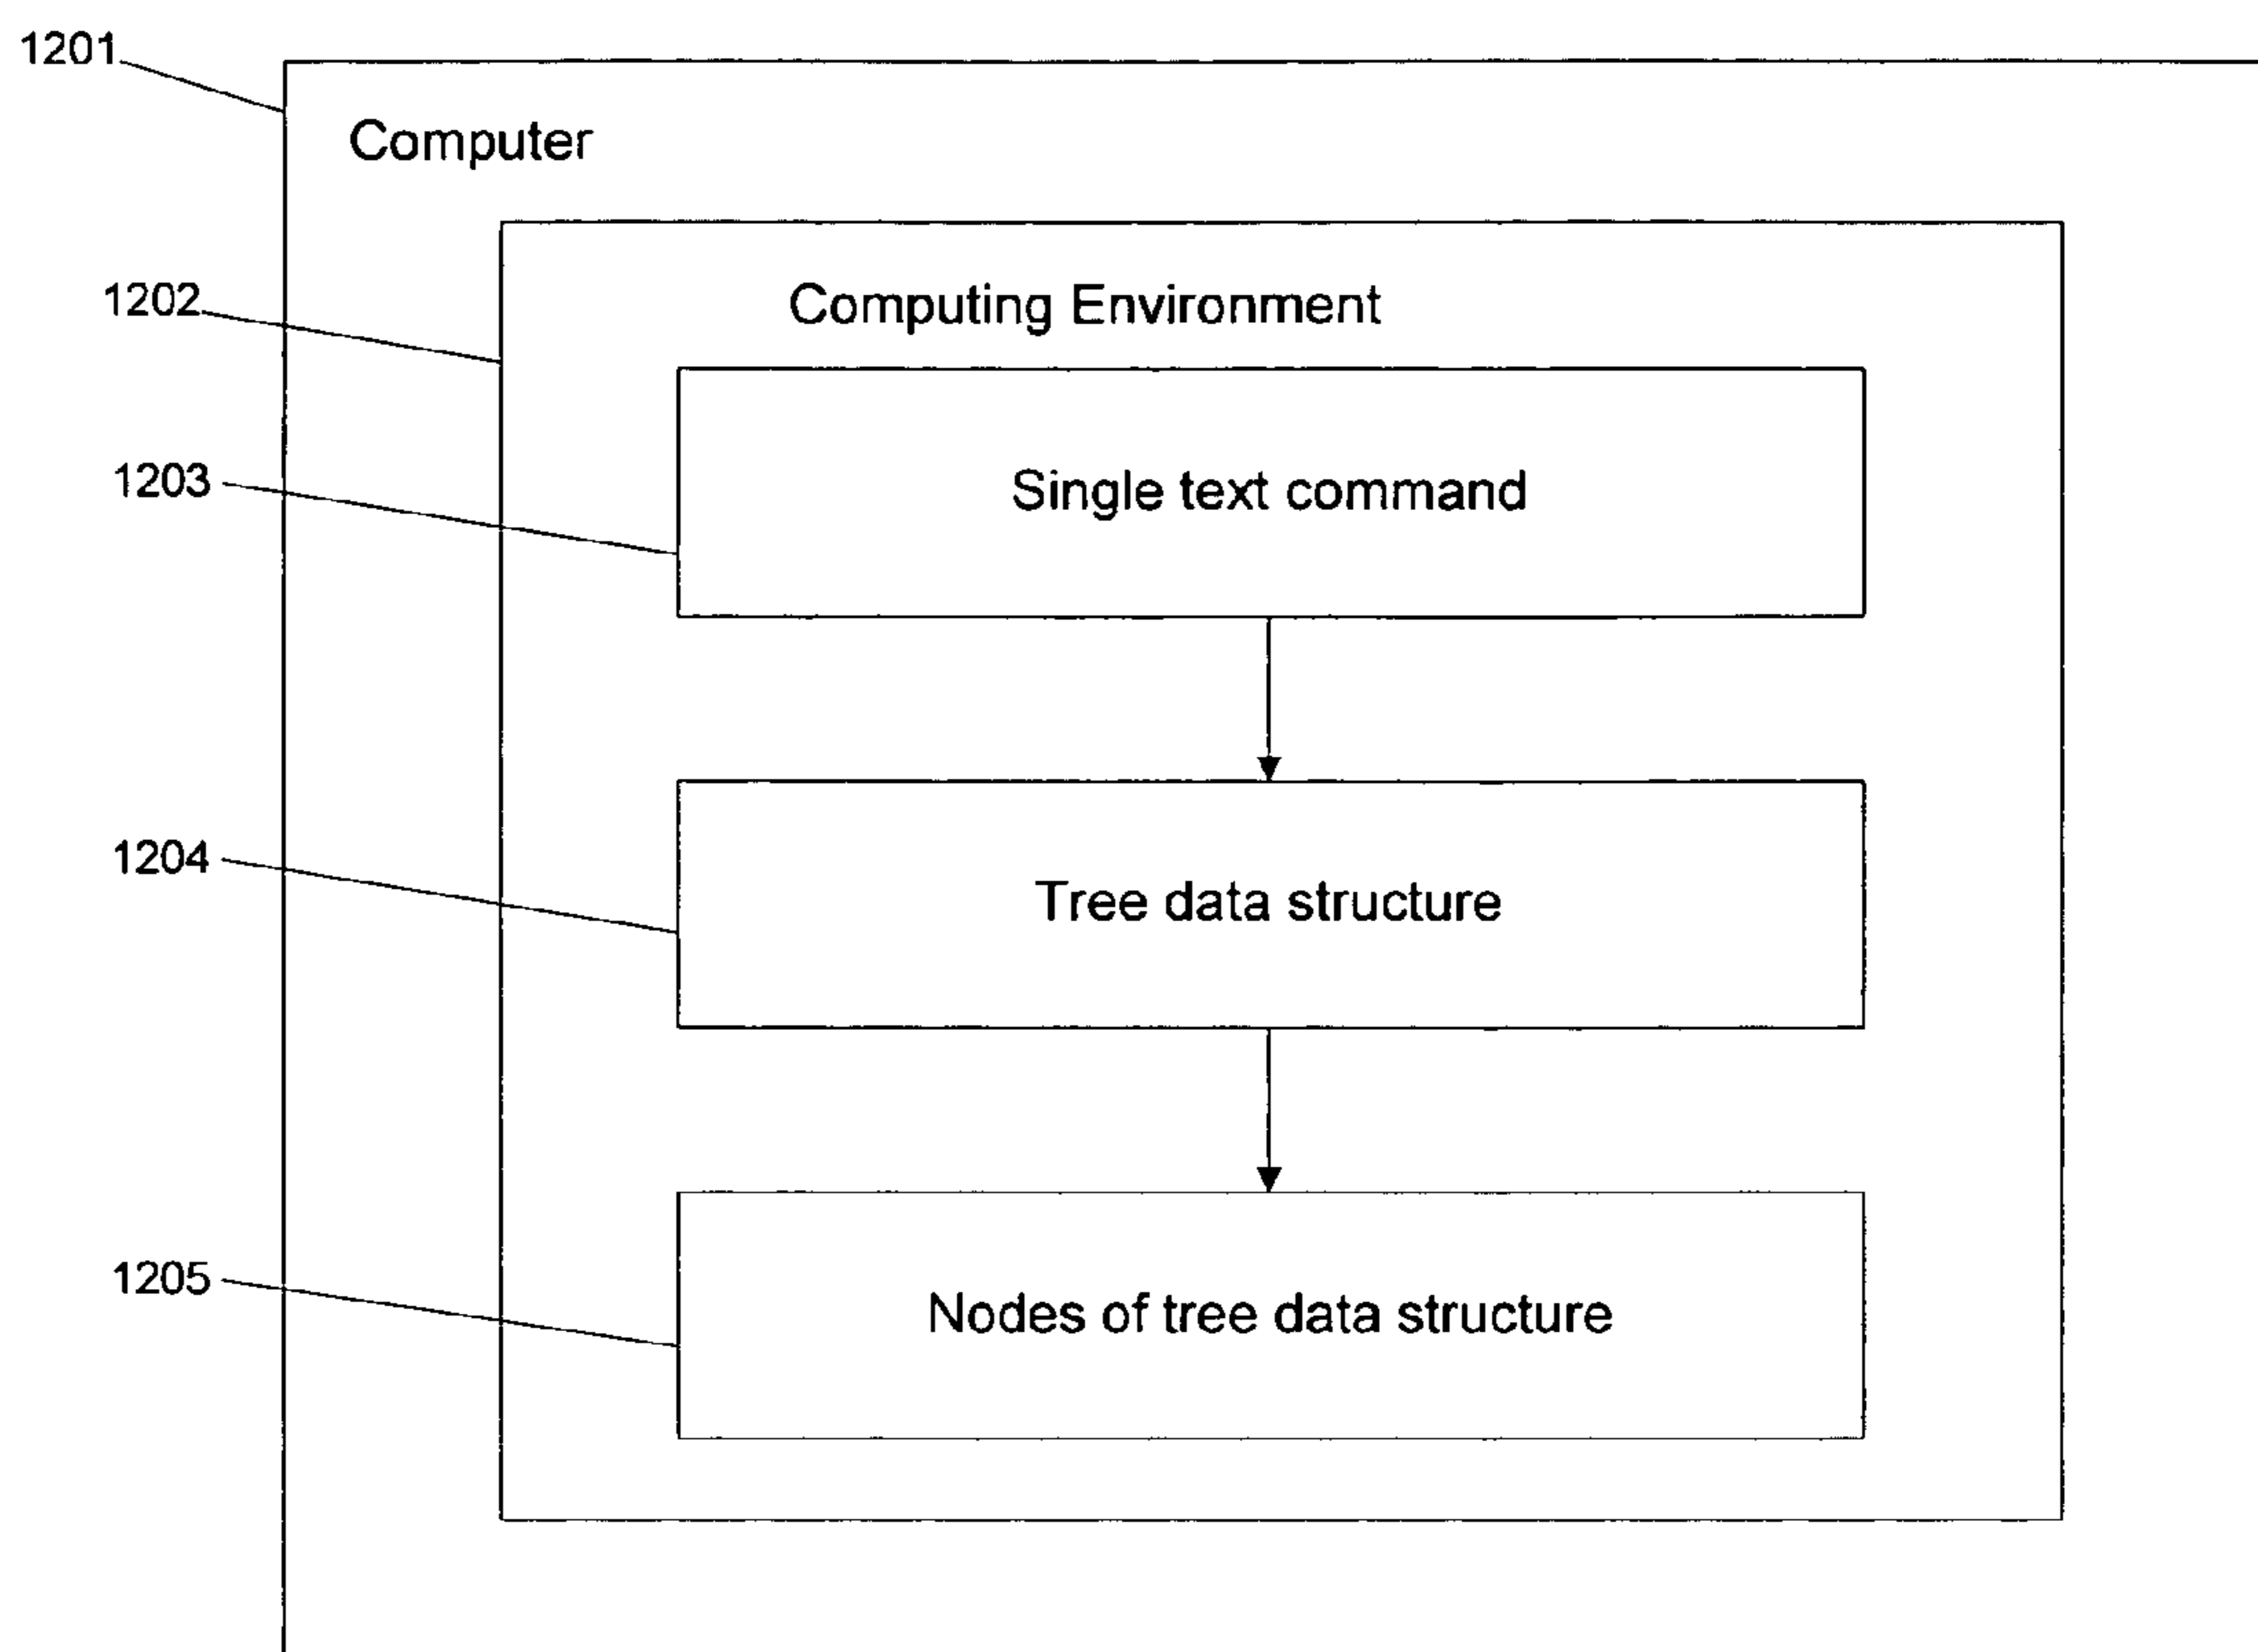 1201
Computer
1202
Computing Environment
1203
Single text command
1204
Tree data structure
1205
Nodes of tree data structure